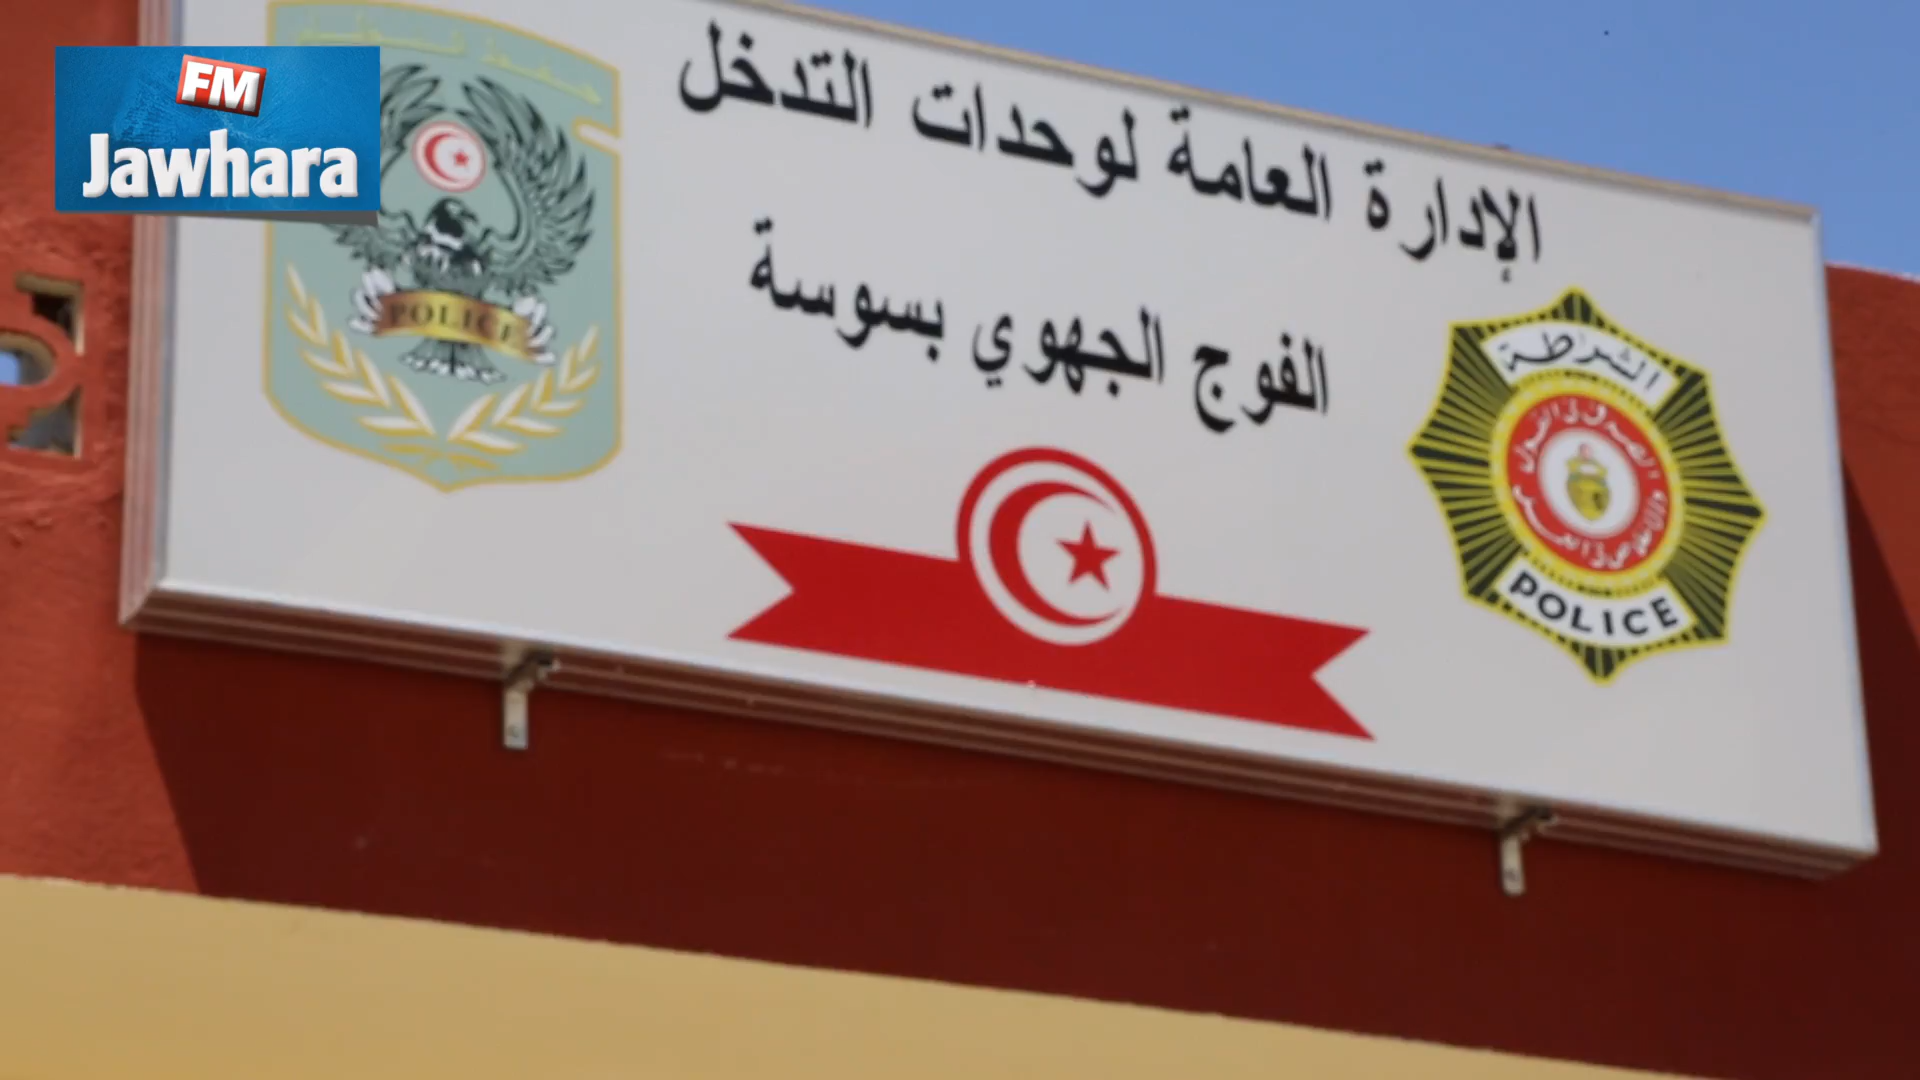 FM
Jawhara
الإدارة العامة لوحدات التدخل
الفوج الجهوي بسوسة
POLICE
الشرطة
POLICE